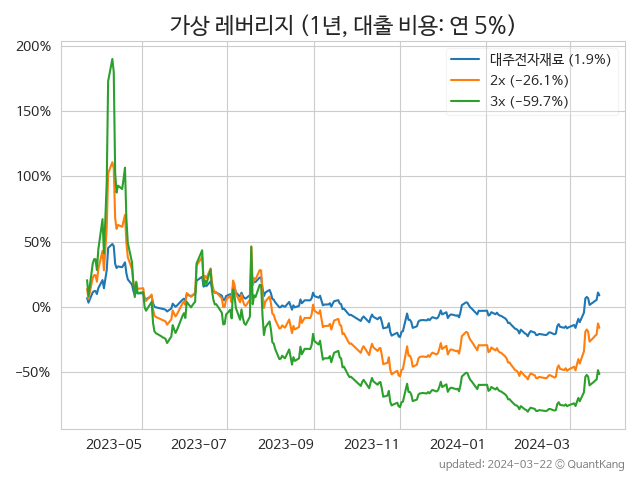 가상 레버리지 (1년, 대출 비용: 연 5%)
200%
150%
100%
50%
0%
−50%
대주전자재료 (1.9%)
2x (−26.1%)
3x (−59.7%)
2023-05 2023-07 2023-09 2023-11 2024-01 2024-03
updated: 2024-03-22 © QuantKang